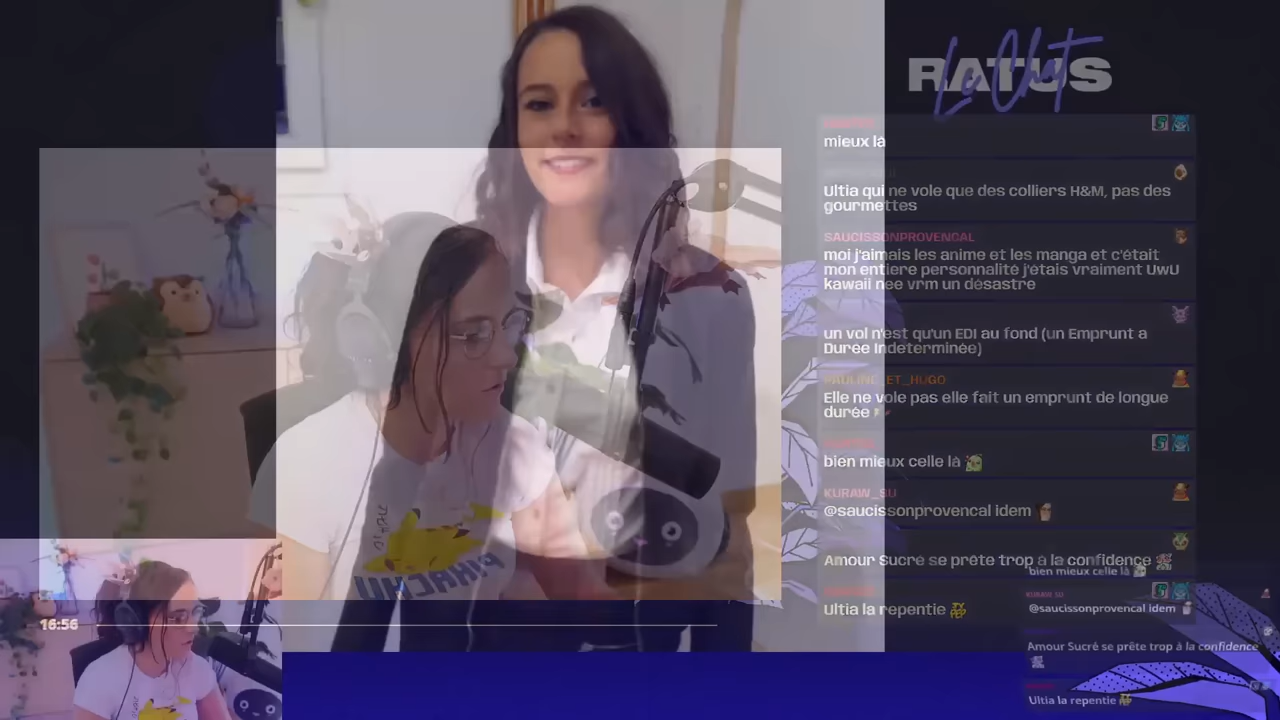 RATUS
Le Chat
mieux là
Ultia qui ne vole que des colliers H&M, pas des
gourmettes
SAUCISSONPROVENCAL
moi j'aimais les anime et les manga et c'était
mon entière personnalité j'étais vraiment UwU
kawaii nee vrm un désastre
un vol n'est qu'un EDI au fond (un Emprunt a
Durée Indéterminée)
PAULINE_ET_HUGO
Elle ne vole pas elle fait un emprunt de longue
durée
bien mieux celle là
KURAW_SU
@saucissonprovencal idem
Amour Sucré se prête trop à la confidence
Ultia la repentie
PIKACHU
16:56
bien mieux celle là
KURAW_SU
@saucissonprovencal idem
Amour Sucré se prête trop à la confidence
Ultia la repentie